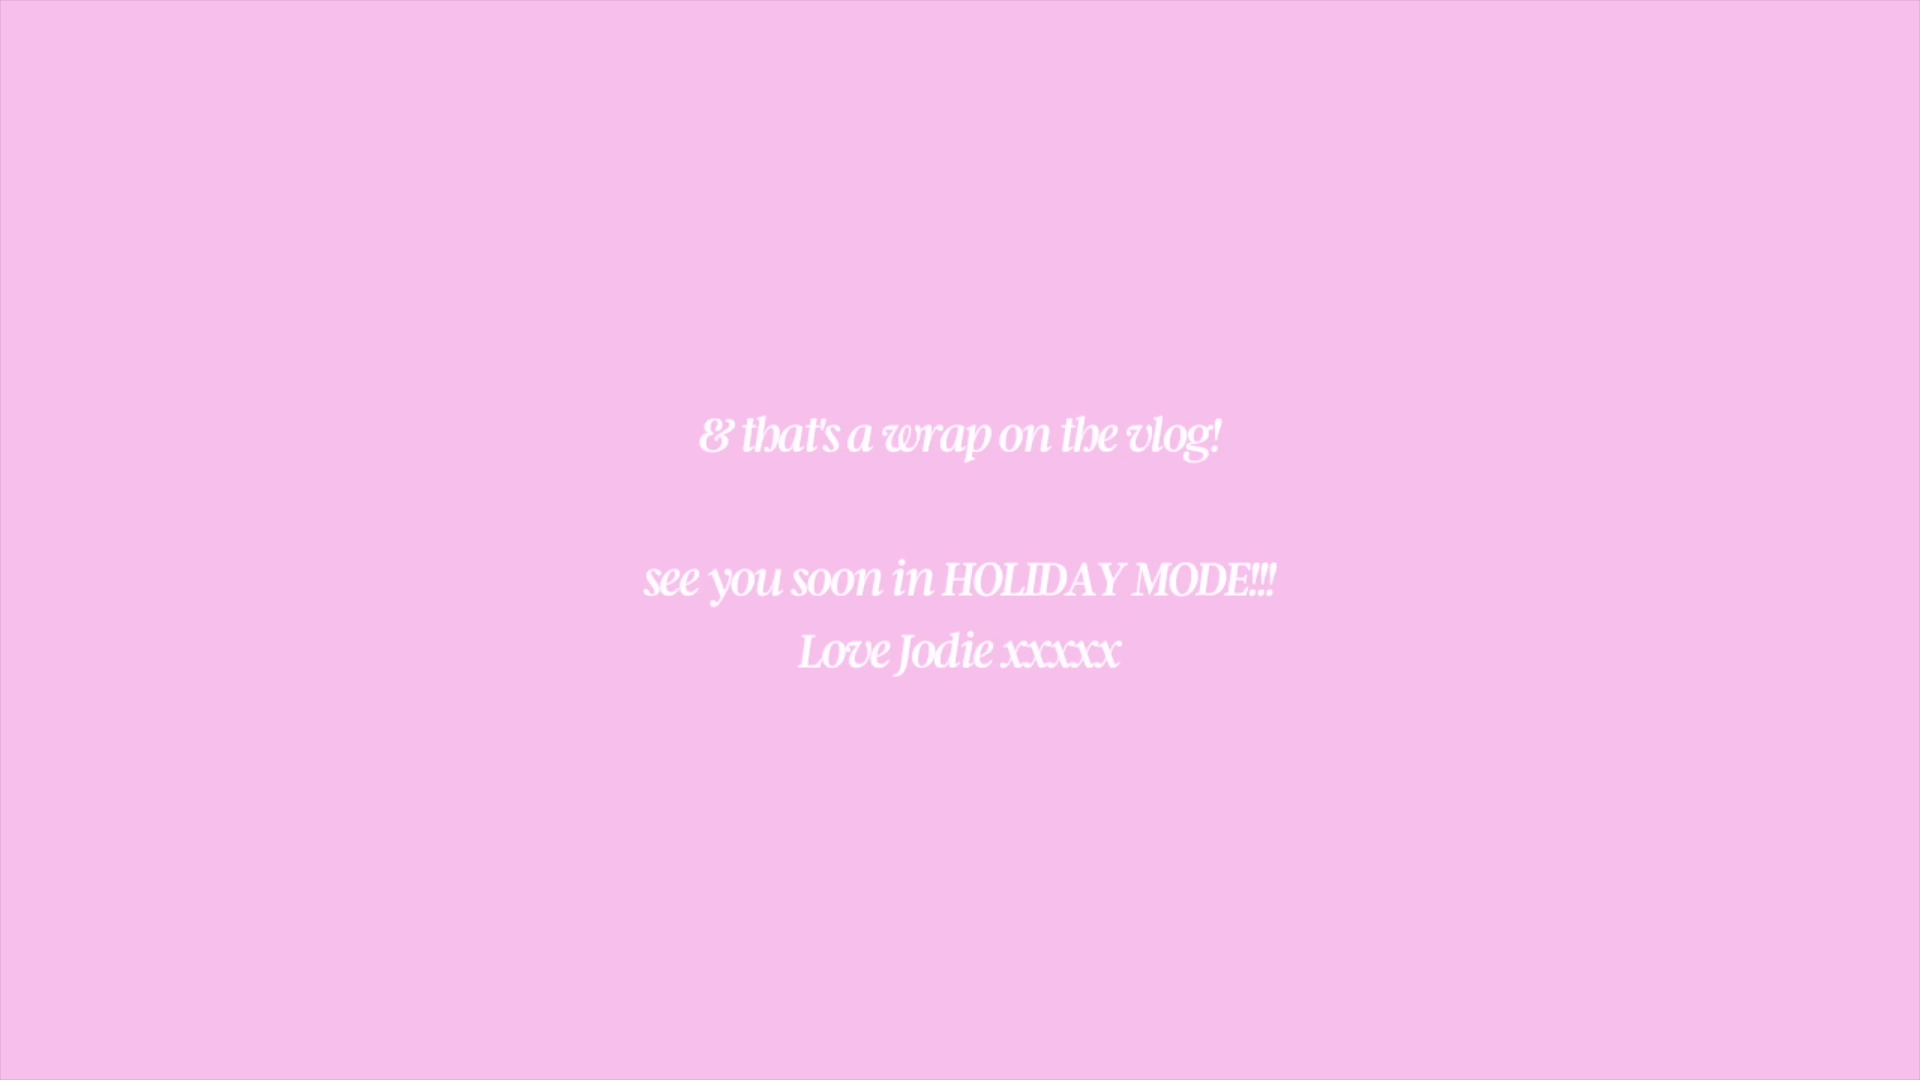 & that's a wrap on the vlog!
see you soon in HOLIDAY MODE!!!
Love Jodie xxxxx